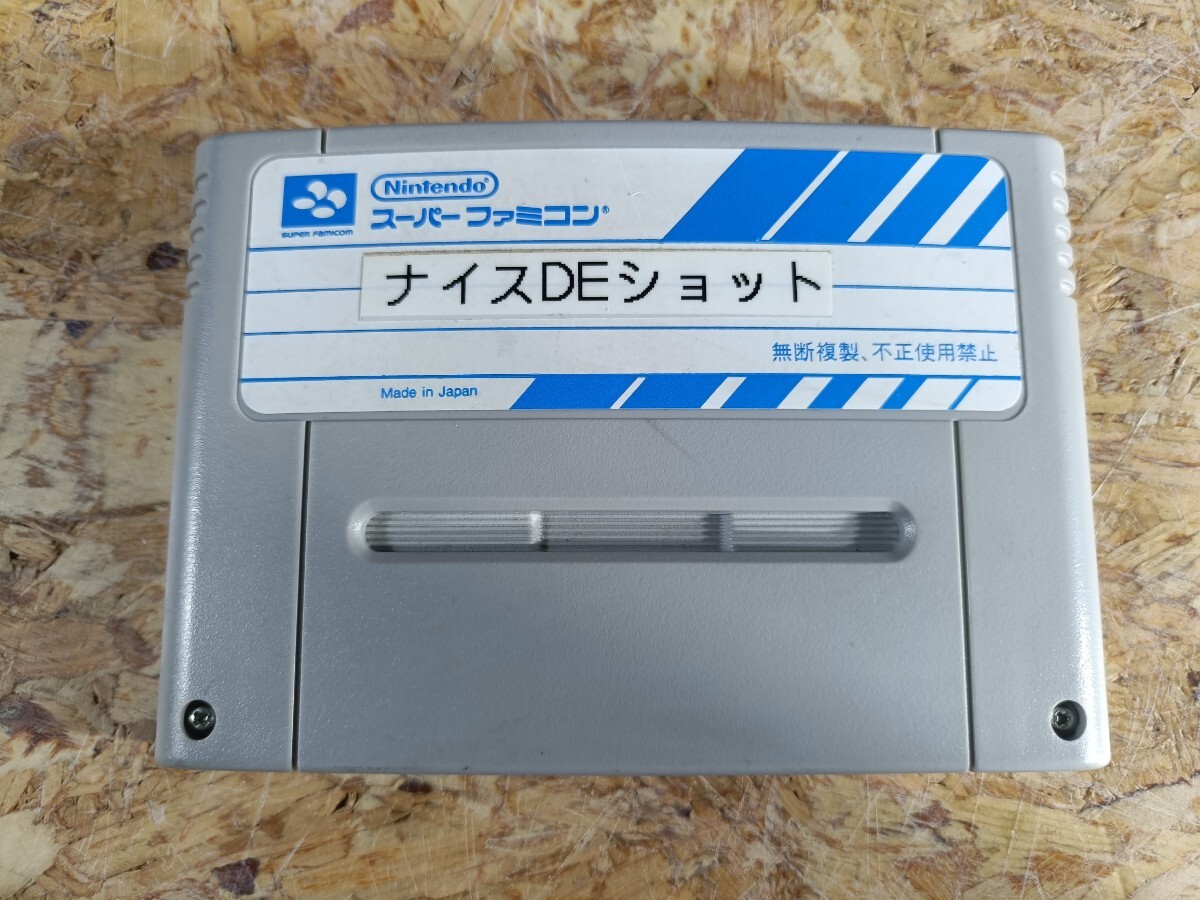 Nintendo®
スーパーファミコン®
SUPER FAMICOM
ナイスDEショット
無断複製、不正使用禁止
Made in Japan